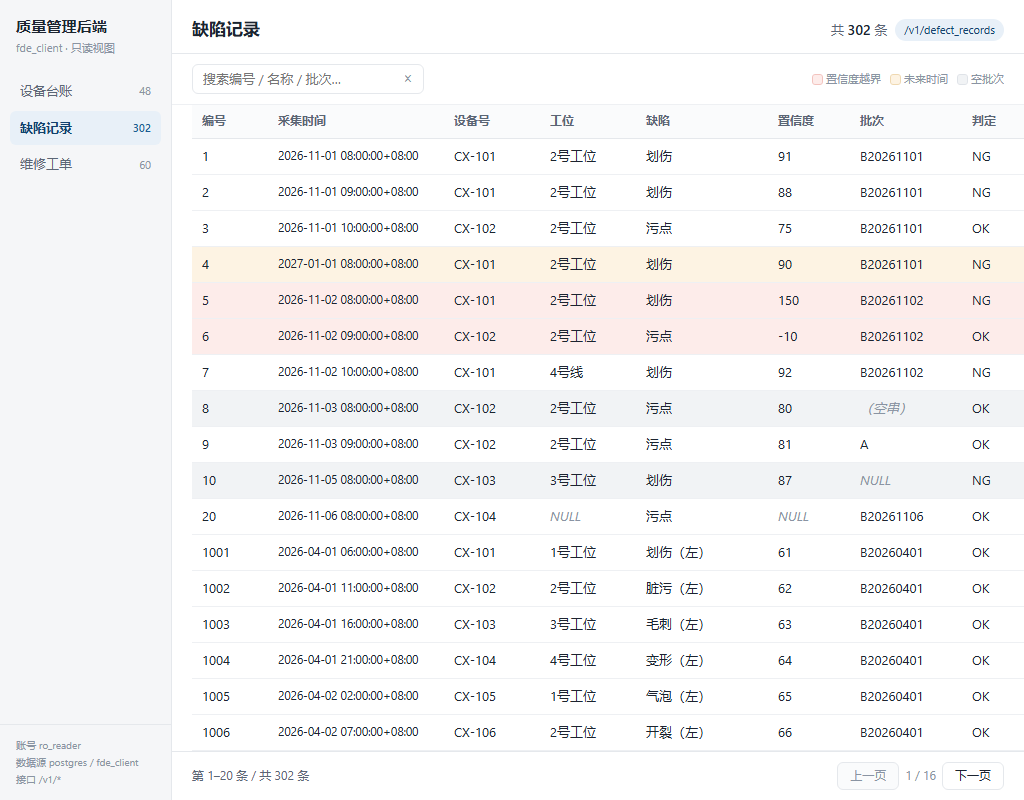 质量管理后端
fde_client · 只读视图
设备台账 48
缺陷记录 302
维修工单 60
账号 ro_reader
数据源 postgres / fde_client
接口 /v1/*
缺陷记录
共 302 条 /v1/defect_records
搜索编号 / 名称 / 批次... ×
置信度越界 未来时间 空批次
编号 采集时间 设备号 工位 缺陷 置信度 批次 判定
1 2026-11-01 08:00:00+08:00 CX-101 2号工位 划伤 91 B20261101 NG
2 2026-11-01 09:00:00+08:00 CX-101 2号工位 划伤 88 B20261101 NG
3 2026-11-01 10:00:00+08:00 CX-102 2号工位 污点 75 B20261101 OK
4 2027-01-01 08:00:00+08:00 CX-101 2号工位 划伤 90 B20261101 NG
5 2026-11-02 08:00:00+08:00 CX-101 2号工位 划伤 150 B20261102 NG
6 2026-11-02 09:00:00+08:00 CX-102 2号工位 污点 -10 B20261102 OK
7 2026-11-02 10:00:00+08:00 CX-101 4号线 划伤 92 B20261102 NG
8 2026-11-03 08:00:00+08:00 CX-102 2号工位 污点 80 （空串） OK
9 2026-11-03 09:00:00+08:00 CX-102 2号工位 污点 81 A OK
10 2026-11-05 08:00:00+08:00 CX-103 3号工位 划伤 87 NULL NG
20 2026-11-06 08:00:00+08:00 CX-104 NULL 污点 NULL B20261106 OK
1001 2026-04-01 06:00:00+08:00 CX-101 1号工位 划伤（左） 61 B20260401 OK
1002 2026-04-01 11:00:00+08:00 CX-102 2号工位 脏污（左） 62 B20260401 OK
1003 2026-04-01 16:00:00+08:00 CX-103 3号工位 毛刺（左） 63 B20260401 OK
1004 2026-04-01 21:00:00+08:00 CX-104 4号工位 变形（左） 64 B20260401 OK
1005 2026-04-02 02:00:00+08:00 CX-105 1号工位 气泡（左） 65 B20260401 OK
1006 2026-04-02 07:00:00+08:00 CX-106 2号工位 开裂（左） 66 B20260401 OK
第 1–20 条 / 共 302 条 上一页 1 / 16 下一页